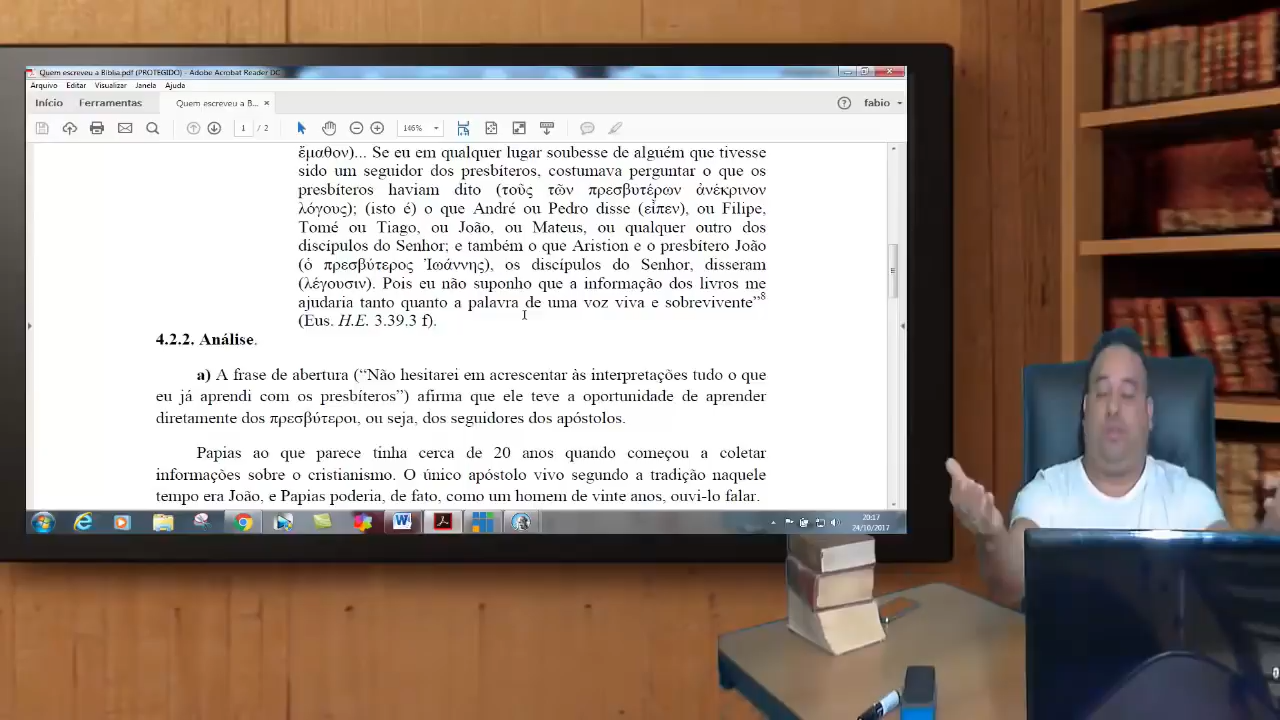 Quem escreveu a Bíblia.pdf (PROTEGIDO) - Adobe Acrobat Reader DC
Arquivo Editar Visualizar Janela Ajuda
Início Ferramentas Quem escreveu a B... × fabio
1 / 2 146%
ἔμαθον)... Se eu em qualquer lugar soubesse de alguém que tivesse
sido um seguidor dos presbíteros, costumava perguntar o que os
presbíteros haviam dito (τοὺς τῶν πρεσβυτέρων ἀνέκρινον
λόγους); (isto é) o que André ou Pedro disse (εἶπεν), ou Filipe,
Tomé ou Tiago, ou João, ou Mateus, ou qualquer outro dos
discípulos do Senhor; e também o que Aristion e o presbítero João
(ὁ πρεσβύτερος Ἰωάννης), os discípulos do Senhor, disseram
(λέγουσιν). Pois eu não suponho que a informação dos livros me
ajudaria tanto quanto a palavra de uma voz viva e sobrevivente”8
(Eus. H.E. 3.39.3 f).
4.2.2. Análise.
a) A frase de abertura (“Não hesitarei em acrescentar às interpretações tudo o que
eu já aprendi com os presbíteros”) afirma que ele teve a oportunidade de aprender
diretamente dos πρεσβύτεροι, ou seja, dos seguidores dos apóstolos.
Papias ao que parece tinha cerca de 20 anos quando começou a coletar
informações sobre o cristianismo. O único apóstolo vivo segundo a tradição naquele
tempo era João, e Papias poderia, de fato, como um homem de vinte anos, ouvi-lo falar.
20:17
24/10/2017